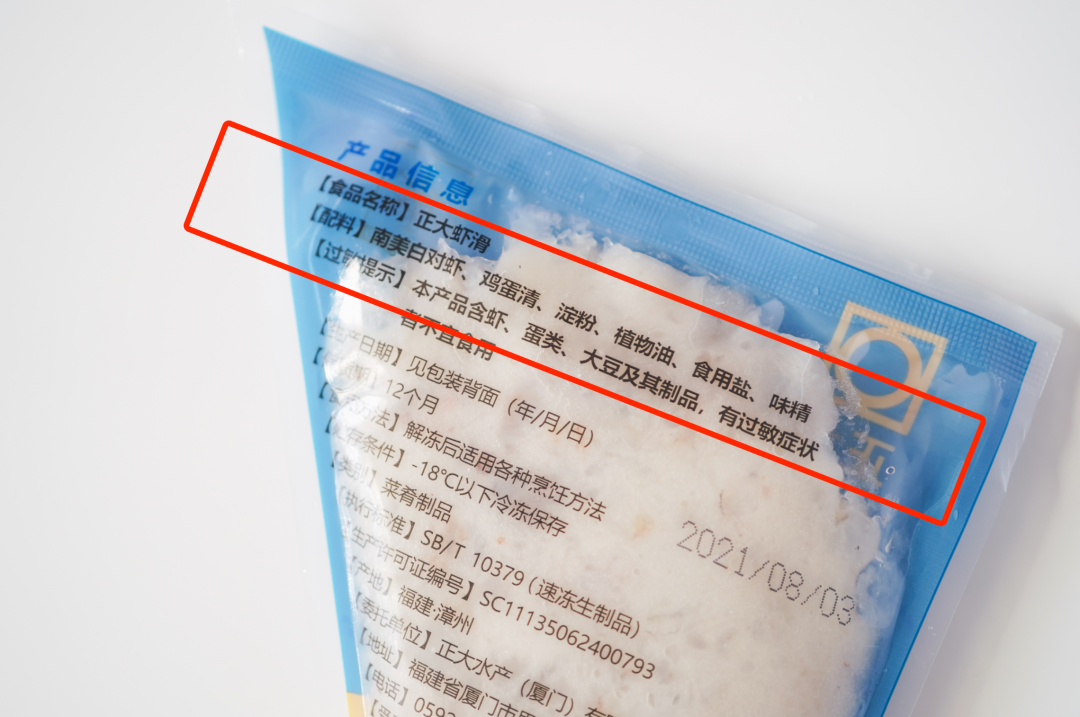 产品信息
【食品名称】正大虾滑
【配料】南美白对虾、鸡蛋清、淀粉、植物油、食用盐、味精
【过敏提示】本产品含虾、蛋类、大豆及其制品，有过敏症状
者不宜食用
【生产日期】见包装背面（年/月/日）
12个月
解冻后适用各种烹饪方法
【贮存条件】-18℃以下冷冻保存
【类别】菜肴制品
【执行标准】SB/T 10379（速冻生制品）
【生产许可证编号】SC11135062400793
【产地】福建·漳州
【委托单位】正大水产（厦门）有
【地址】福建省厦门市
【电话】0592
2021/08/03